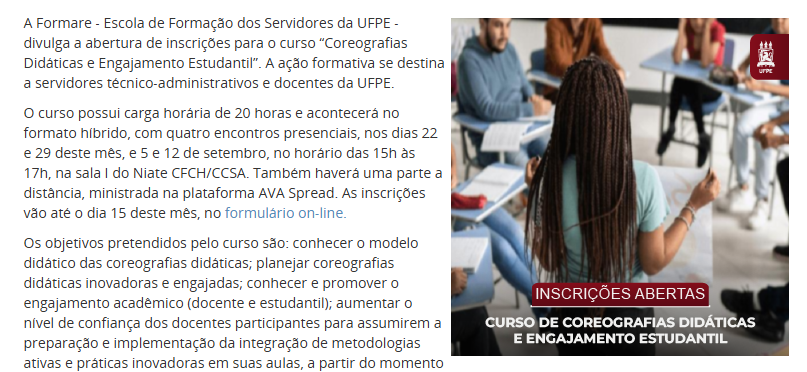 A Formare - Escola de Formação dos Servidores da UFPE -
divulga a abertura de inscrições para o curso “Coreografias
Didáticas e Engajamento Estudantil”. A ação formativa se destina
a servidores técnico-administrativos e docentes da UFPE.
O curso possui carga horária de 20 horas e acontecerá no
formato híbrido, com quatro encontros presenciais, nos dias 22
e 29 deste mês, e 5 e 12 de setembro, no horário das 15h às
17h, na sala I do Niate CFCH/CCSA. Também haverá uma parte a
distância, ministrada na plataforma AVA Spread. As inscrições
vão até o dia 15 deste mês, no formulário on-line.
Os objetivos pretendidos pelo curso são: conhecer o modelo
didático das coreografias didáticas; planejar coreografias
didáticas inovadoras e engajadas; conhecer e promover o
engajamento acadêmico (docente e estudantil); aumentar o
nível de confiança dos docentes participantes para assumirem a
preparação e implementação da integração de metodologias
ativas e práticas inovadoras em suas aulas, a partir do momento
UFPE
INSCRIÇÕES ABERTAS
CURSO DE COREOGRAFIAS DIDÁTICAS
E ENGAJAMENTO ESTUDANTIL